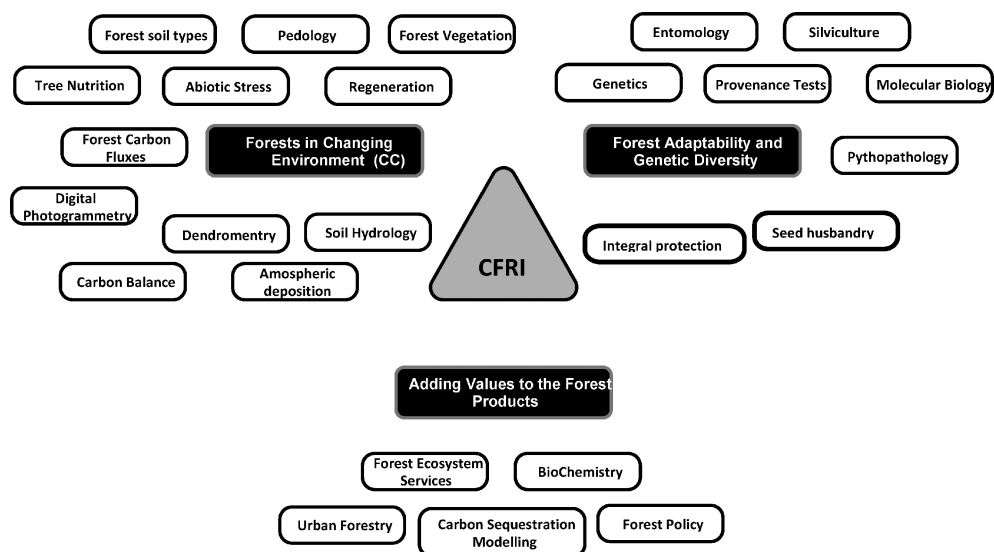 Forest soil types
Pedology
Forest Vegetation
Entomology
Silviculture
Tree Nutrition
Abiotic Stress
Regeneration
Genetics
Provenance Tests
Molecular Biology
Forest Carbon
Fluxes
Forests in Changing
Environment (CC)
Forest Adaptability and
Genetic Diversity
Pythopathology
Digital
Photogrammetry
Dendromentry
Soil Hydrology
Integral protection
Seed husbandry
CFRI
Carbon Balance
Amospheric
deposition
Adding Values to the Forest
Products
Forest Ecosystem
Services
BioChemistry
Urban Forestry
Carbon Sequestration
Modelling
Forest Policy